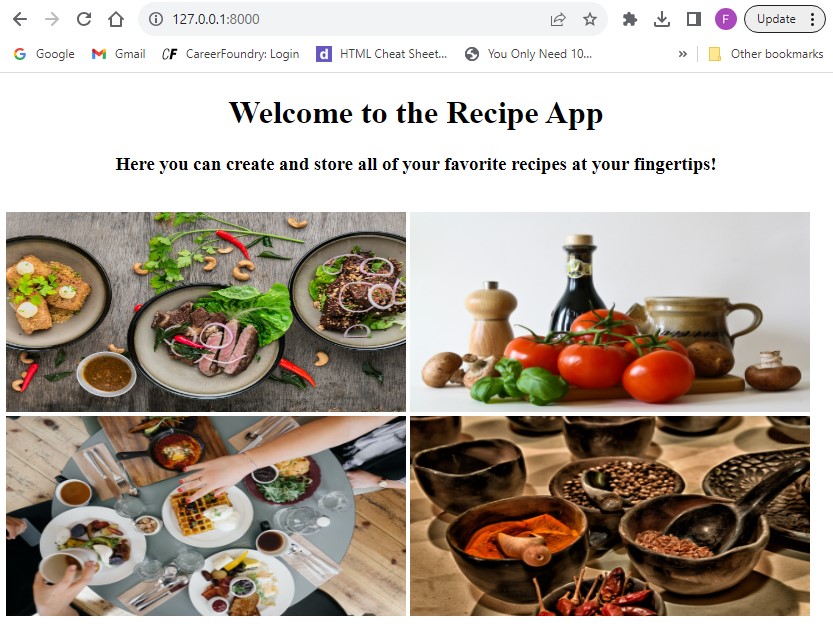 127.0.0.1:8000
F
Update
Google
Gmail
CF
CareerFoundry: Login
d
HTML Cheat Sheet...
You Only Need 10...
»
Other bookmarks
Welcome to the Recipe App
Here you can create and store all of your favorite recipes at your fingertips!